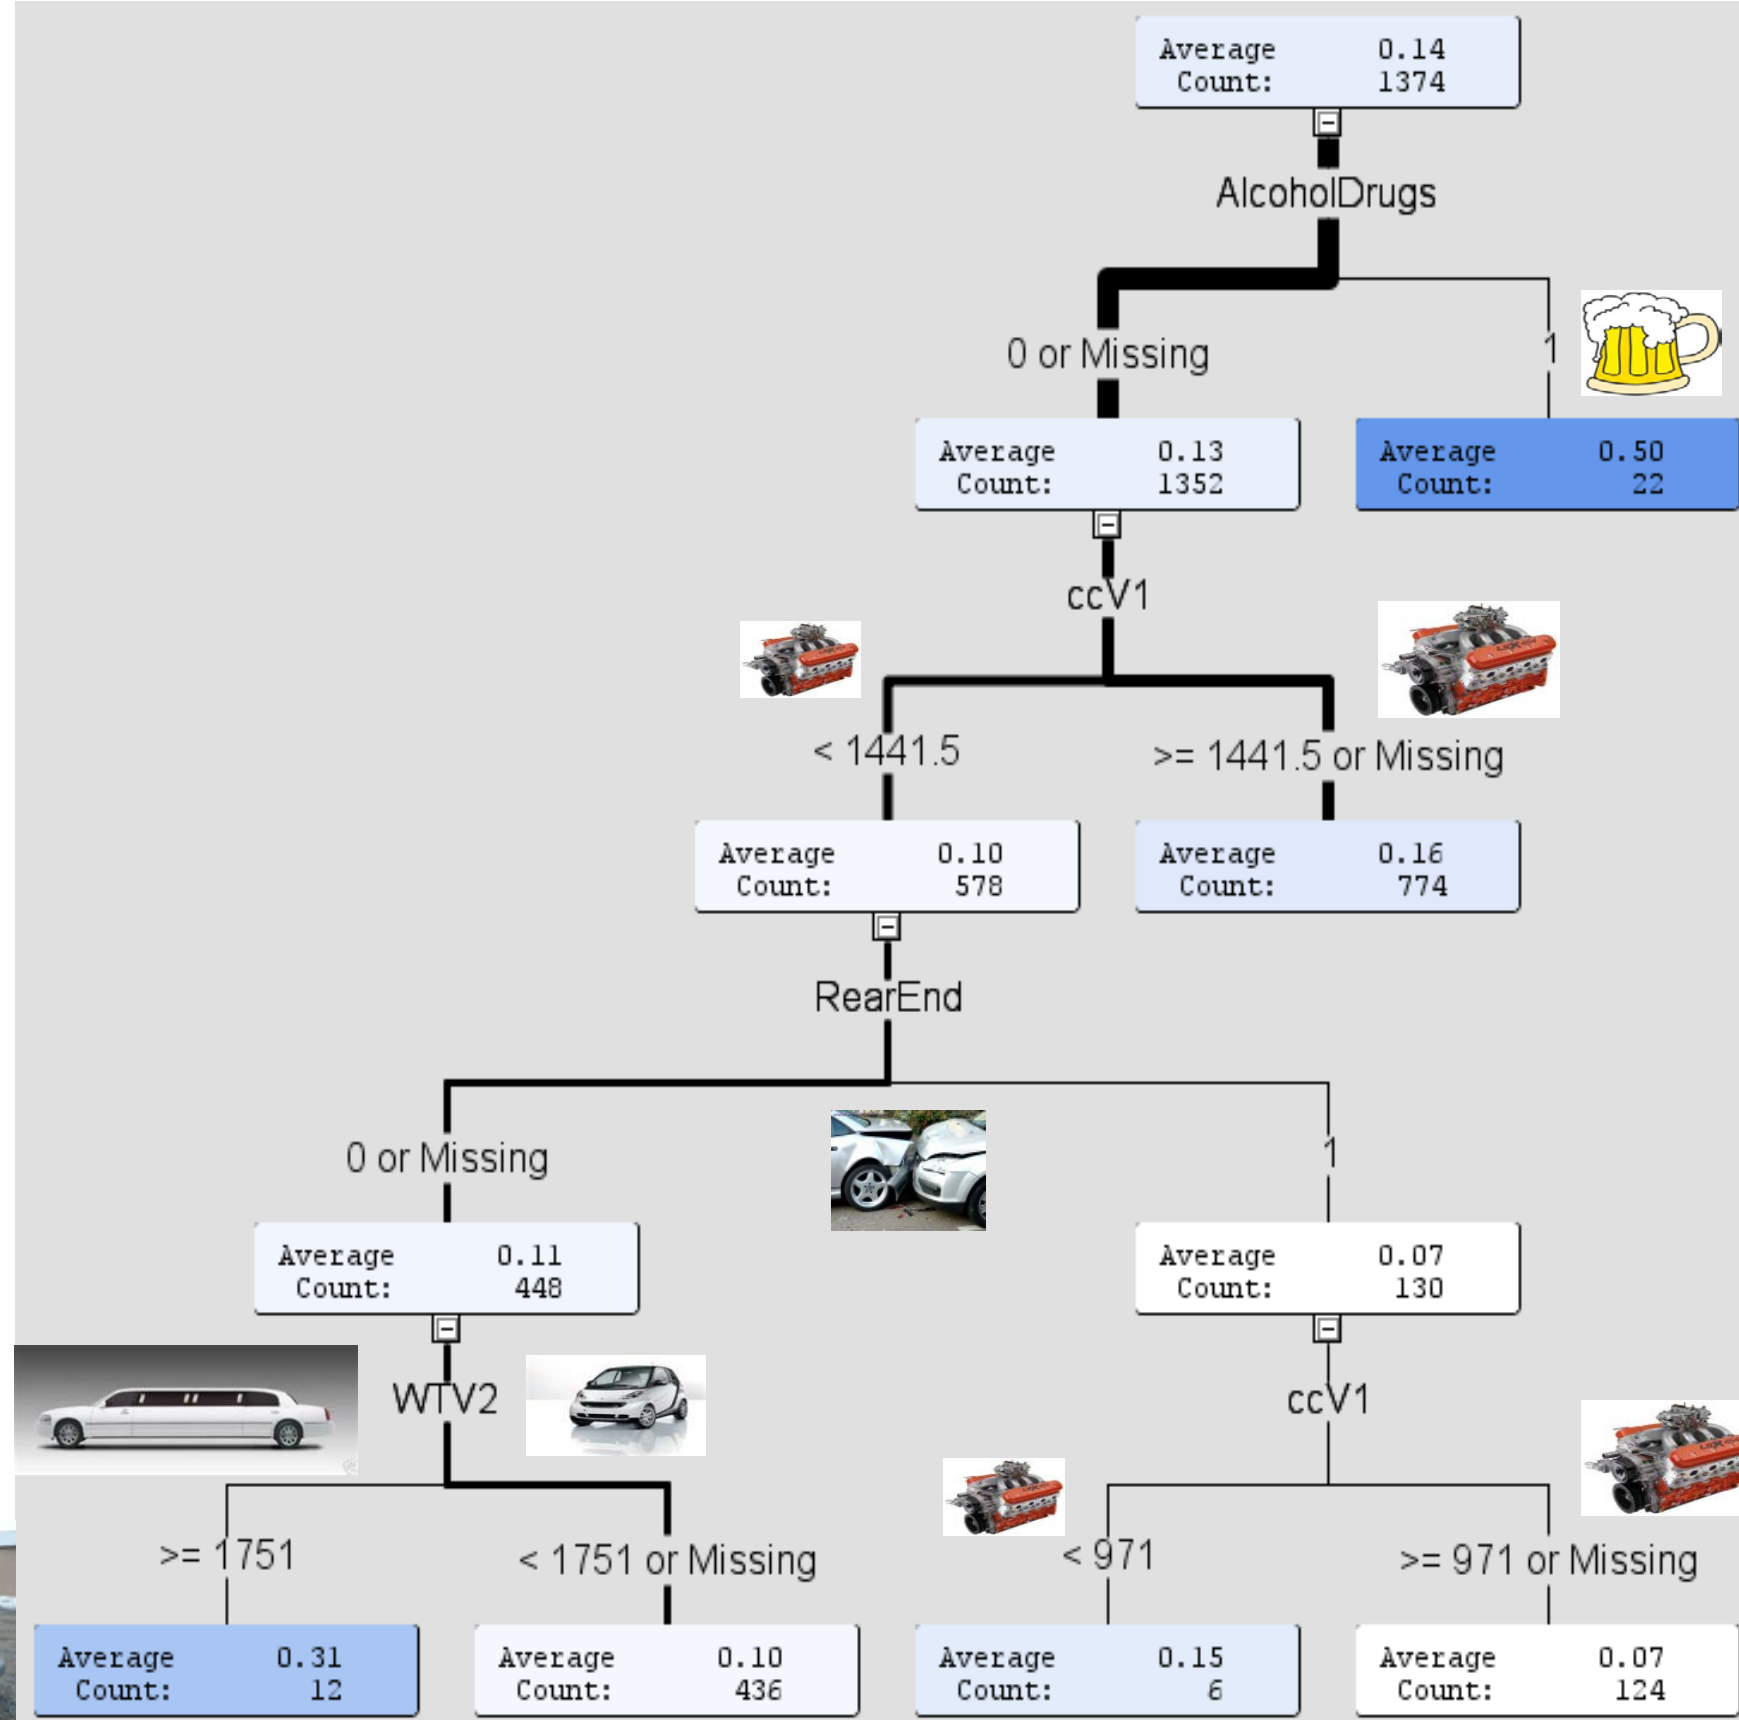 Average 0.14
Count: 1374
AlcoholDrugs
0 or Missing
1
Average 0.13
Count: 1352
Average 0.50
Count: 22
ccV1
< 1441.5
>= 1441.5 or Missing
Average 0.10
Count: 578
Average 0.16
Count: 774
RearEnd
0 or Missing
1
Average 0.11
Count: 448
Average 0.07
Count: 130
WTV2
ccV1
>= 1751
< 1751 or Missing
< 971
>= 971 or Missing
Average 0.31
Count: 12
Average 0.10
Count: 436
Average 0.15
Count: 6
Average 0.07
Count: 124